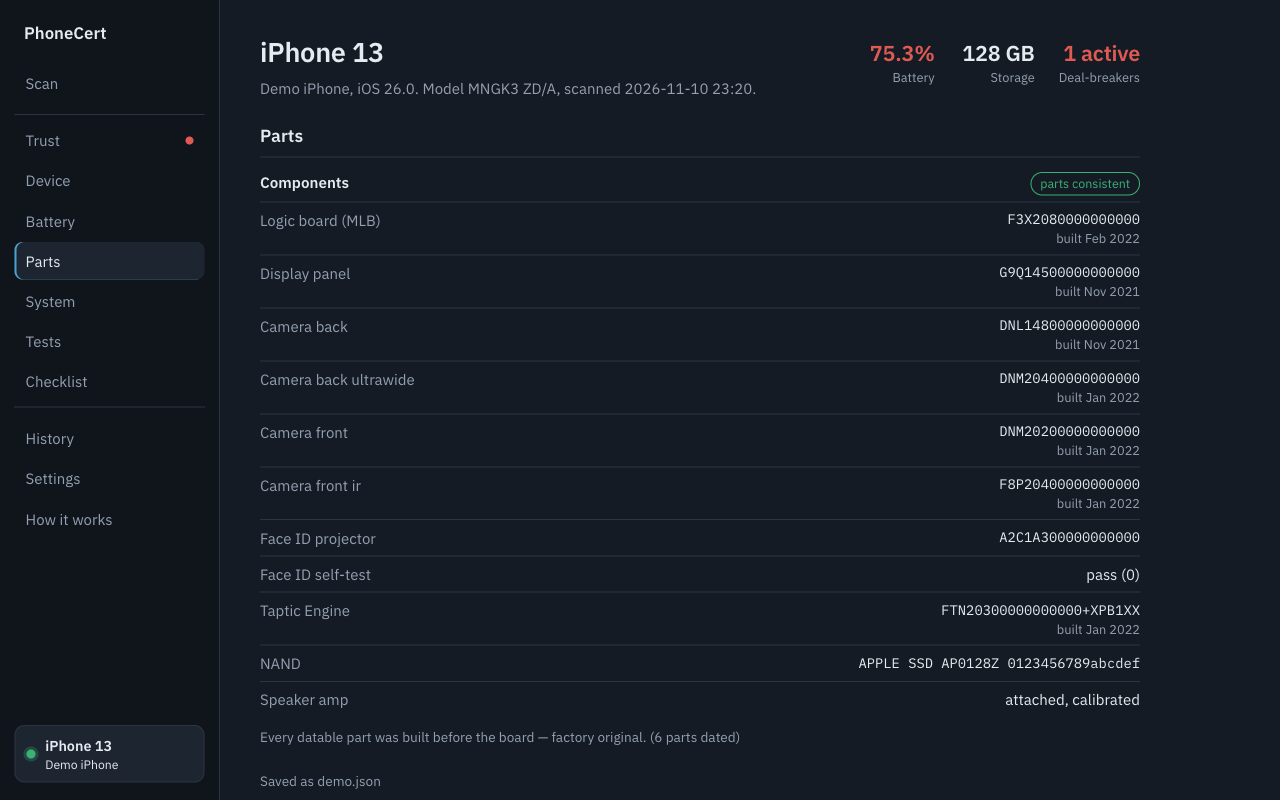 PhoneCert
Scan
Trust
Device
Battery
Parts
System
Tests
Checklist
History
Settings
How it works
iPhone 13
Demo iPhone
iPhone 13
Demo iPhone, iOS 26.0. Model MNGK3 ZD/A, scanned 2026-11-10 23:20.
75.3% 128 GB 1 active
Battery Storage Deal-breakers
Parts
Components parts consistent
Logic board (MLB) F3X2080000000000
built Feb 2022
Display panel G9Q14500000000000
built Nov 2021
Camera back DNL14800000000000
built Nov 2021
Camera back ultrawide DNM20400000000000
built Jan 2022
Camera front DNM20200000000000
built Jan 2022
Camera front ir F8P20400000000000
built Jan 2022
Face ID projector A2C1A300000000000
Face ID self-test pass (0)
Taptic Engine FTN20300000000000+XPB1XX
built Jan 2022
NAND APPLE SSD AP0128Z 0123456789abcdef
Speaker amp attached, calibrated
Every datable part was built before the board — factory original. (6 parts dated)
Saved as demo.json